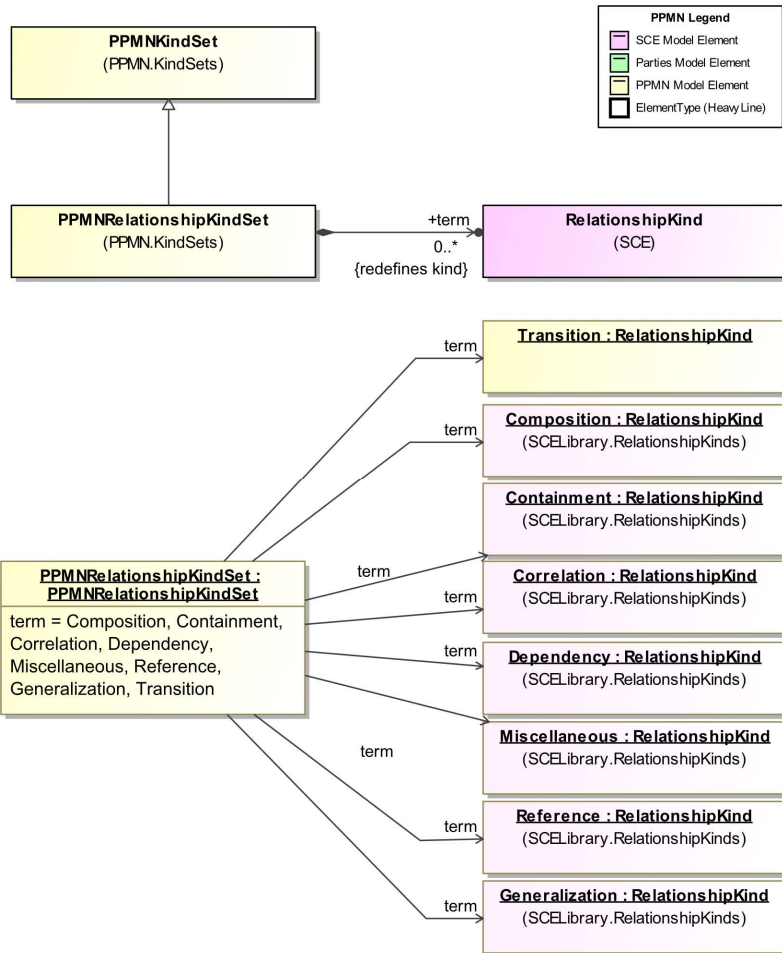 PPMNKindSet
(PPMN.KindSets)
PPMN Legend
SCE Model Element
Parties Model Element
PPMN Model Element
ElementType (Heavy Line)
PPMNRelationshipKindSet
(PPMN.KindSets)
+term
0..*
{redefines kind}
RelationshipKind
(SCE)
term
Transition : RelationshipKind
term
Composition : RelationshipKind
(SCELibrary.RelationshipKinds)
Containment : RelationshipKind
(SCELibrary.RelationshipKinds)
PPMNRelationshipKindSet :
PPMNRelationshipKindSet
term = Composition, Containment,
Correlation, Dependency,
Miscellaneous, Reference,
Generalization, Transition
term
term
Correlation : RelationshipKind
(SCELibrary.RelationshipKinds)
term
Dependency : RelationshipKind
(SCELibrary.RelationshipKinds)
term
Miscellaneous : RelationshipKind
(SCELibrary.RelationshipKinds)
term
Reference : RelationshipKind
(SCELibrary.RelationshipKinds)
term
Generalization : RelationshipKind
(SCELibrary.RelationshipKinds)